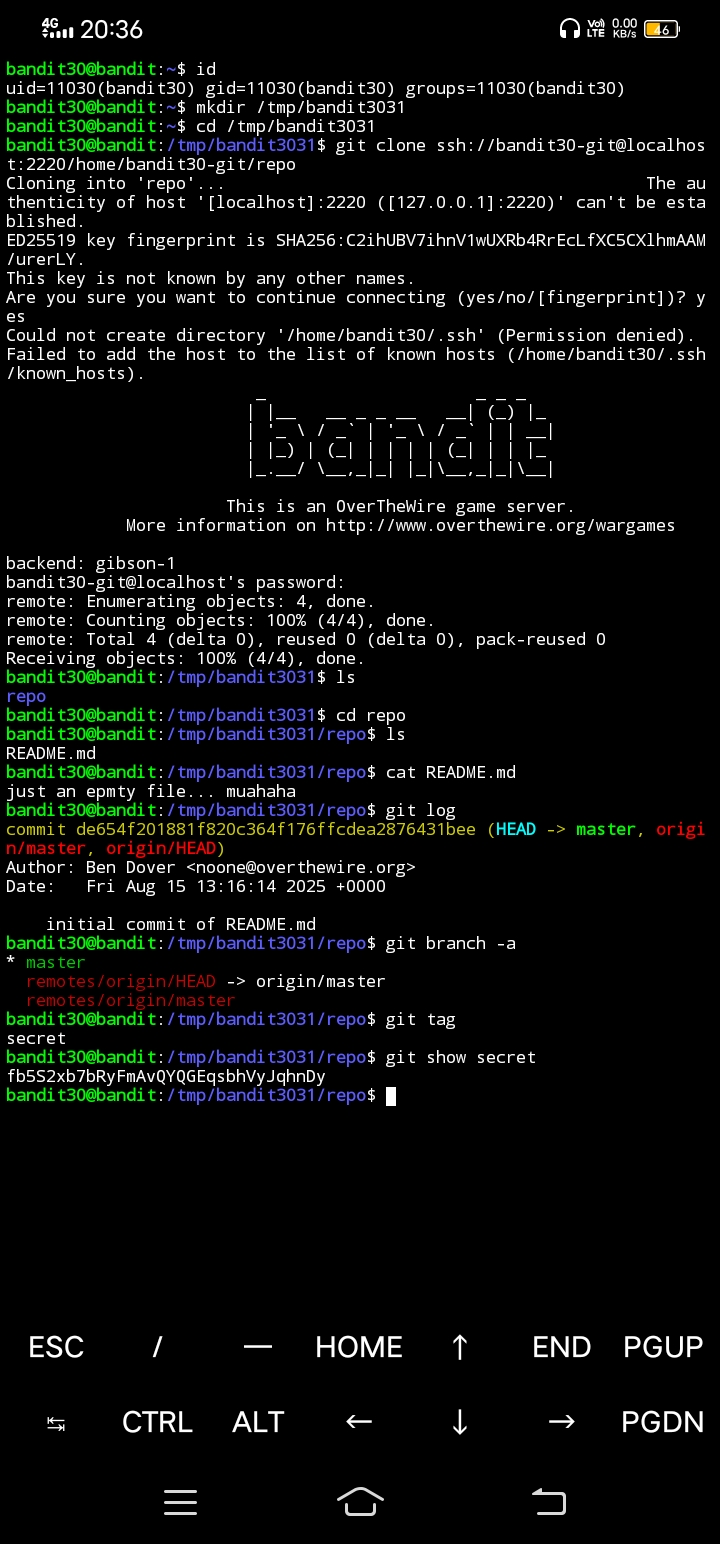 4G 20:36 Vo) LTE 0.00 KB/s 46
bandit30@bandit:~$ id
uid=11030(bandit30) gid=11030(bandit30) groups=11030(bandit30)
bandit30@bandit:~$ mkdir /tmp/bandit3031
bandit30@bandit:~$ cd /tmp/bandit3031
bandit30@bandit:/tmp/bandit3031$ git clone ssh://bandit30-git@localhos
t:2220/home/bandit30-git/repo
Cloning into 'repo'... The au
thenticity of host '[localhost]:2220 ([127.0.0.1]:2220)' can't be esta
blished.
ED25519 key fingerprint is SHA256:C2ihUBV7ihnV1wUXRb4RrEcLfXC5CXlhmAAM
/urerLY.
This key is not known by any other names.
Are you sure you want to continue connecting (yes/no/[fingerprint])? y
es
Could not create directory '/home/bandit30/.ssh' (Permission denied).
Failed to add the host to the list of known hosts (/home/bandit30/.ssh
/known_hosts).
bandit
This is an OverTheWire game server.
More information on http://www.overthewire.org/wargames
backend: gibson-1
bandit30-git@localhost's password:
remote: Enumerating objects: 4, done.
remote: Counting objects: 100% (4/4), done.
remote: Total 4 (delta 0), reused 0 (delta 0), pack-reused 0
Receiving objects: 100% (4/4), done.
bandit30@bandit:/tmp/bandit3031$ ls
repo
bandit30@bandit:/tmp/bandit3031$ cd repo
bandit30@bandit:/tmp/bandit3031/repo$ ls
README.md
bandit30@bandit:/tmp/bandit3031/repo$ cat README.md
just an epmty file... muahaha
bandit30@bandit:/tmp/bandit3031/repo$ git log
commit de654f201881f820c364f176ffcdea2876431bee (HEAD -> master, origi
n/master, origin/HEAD)
Author: Ben Dover <noone@overthewire.org>
Date:   Fri Aug 15 13:16:14 2025 +0000
initial commit of README.md
bandit30@bandit:/tmp/bandit3031/repo$ git branch -a
* master
remotes/origin/HEAD -> origin/master
remotes/origin/master
bandit30@bandit:/tmp/bandit3031/repo$ git tag
secret
bandit30@bandit:/tmp/bandit3031/repo$ git show secret
fb5S2xb7bRyFmAvQYQGEqsbhVyJqhnDy
bandit30@bandit:/tmp/bandit3031/repo$
ESC / — HOME ↑ END PGUP
↹ CTRL ALT ← ↓ → PGDN